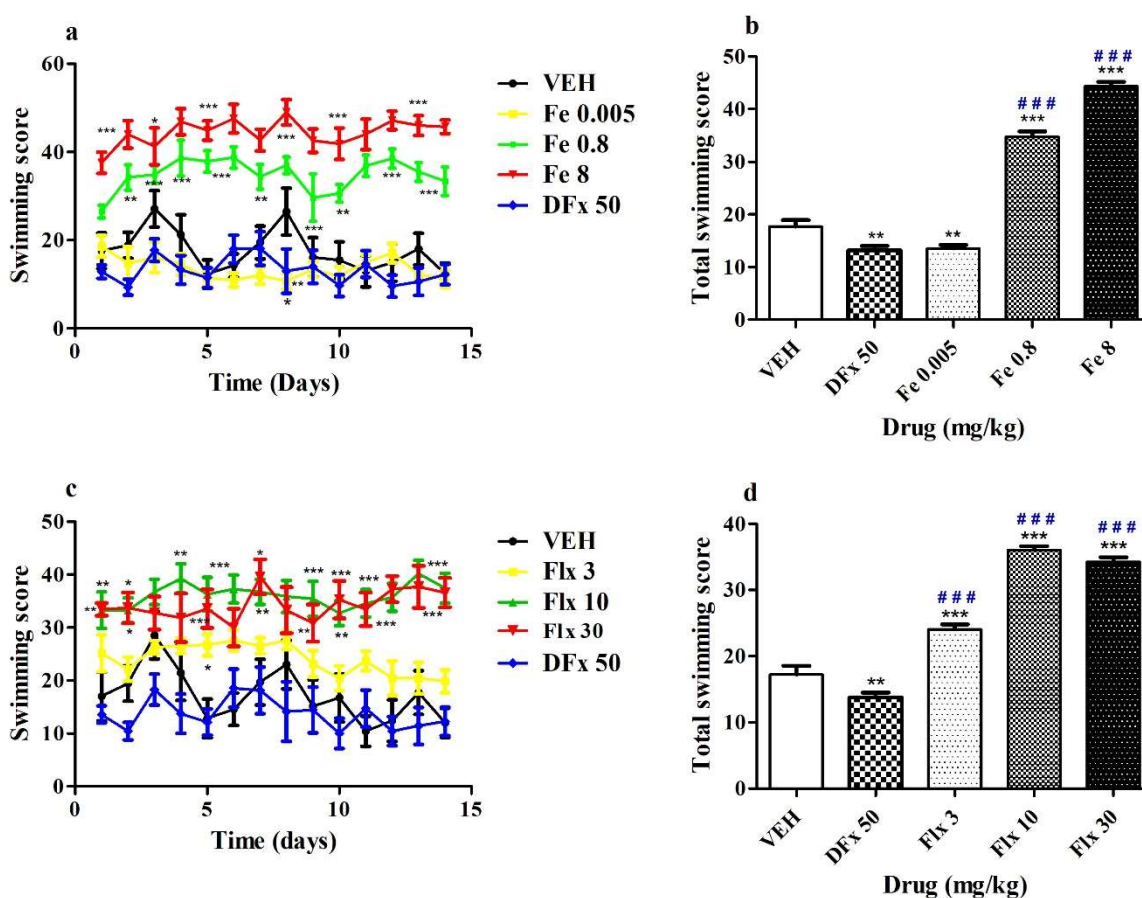 a
Swimming score
60
40
20
0
0
5
10
15
Time (Days)
***
*
***
***
***
***
**
***
***
***
**
***
**
***
***
**
*
VEH
Fe 0.005
Fe 0.8
Fe 8
DFx 50
b
Total swimming score
50
40
30
20
10
0
**
**
# # #
***
# # #
***
VEH
DFx 50
Fe 0.005
Fe 0.8
Fe 8
Drug (mg/kg)
c
Swimming score
50
40
30
20
10
0
0
5
10
15
Time (days)
**
**
*
*
**
***
***
*
*
**
**
***
**
***
***
***
***
VEH
Flx 3
Flx 10
Flx 30
DFx 50
d
Total swimming score
40
30
20
10
0
**
# # #
***
# # #
***
# # #
***
VEH
DFx 50
Flx 3
Flx 10
Flx 30
Drug (mg/kg)